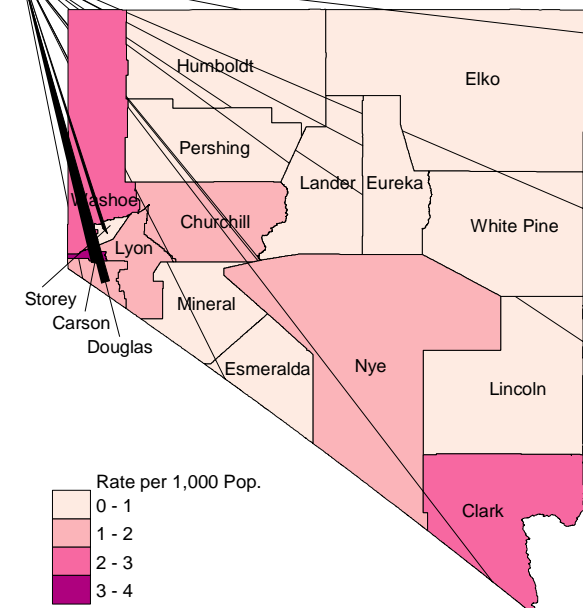 Humboldt
Elko
Pershing
Lander
Eureka
Washoe
Churchill
White Pine
Lyon
Storey
Mineral
Carson
Douglas
Esmeralda
Nye
Lincoln
Rate per 1,000 Pop.
0 - 1
1 - 2
2 - 3
3 - 4
Clark